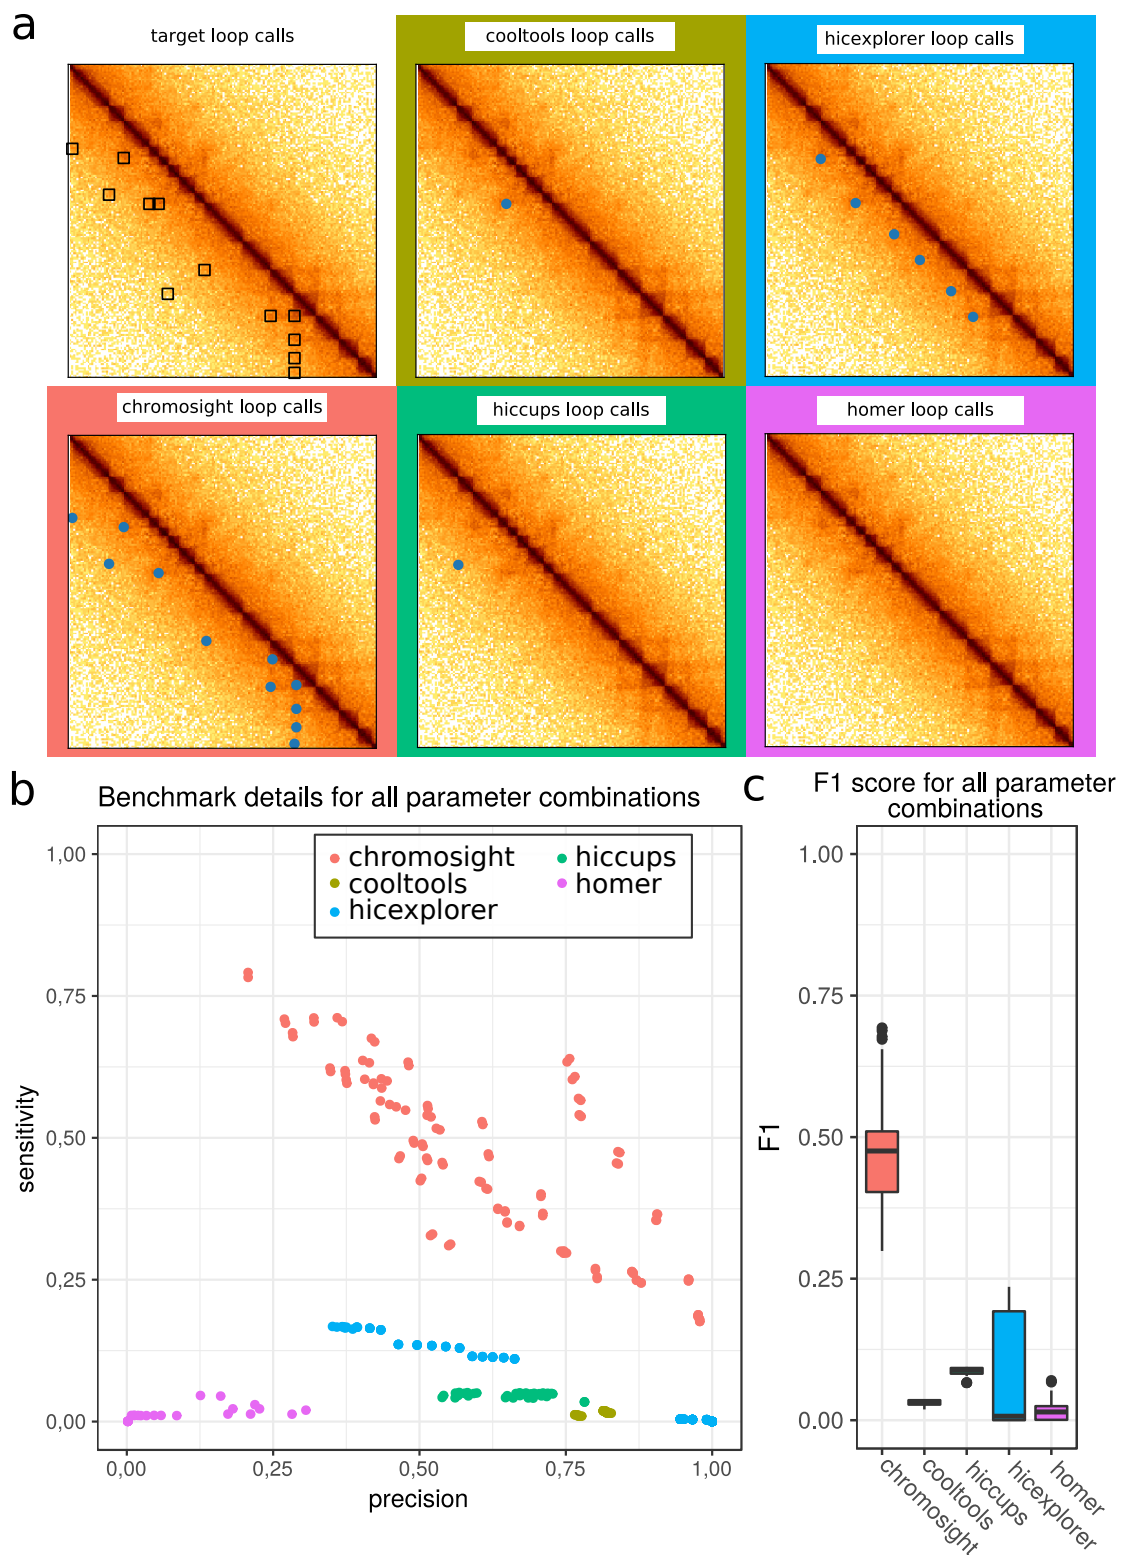 a
target loop calls
cooltools loop calls
hicexplorer loop calls
chromosight loop calls
hiccups loop calls
homer loop calls
b
Benchmark details for all parameter combinations
chromosight
cooltools
hicexplorer
hiccups
homer
1,00
0,75
0,50
0,25
0,00
sensitivity
0,00
0,25
0,50
0,75
1,00
precision
c
F1 score for all parameter
combinations
1.00
0.75
0.50
0.25
0.00
F1
chromosight
cooltools
hiccups
hicexplorer
homer